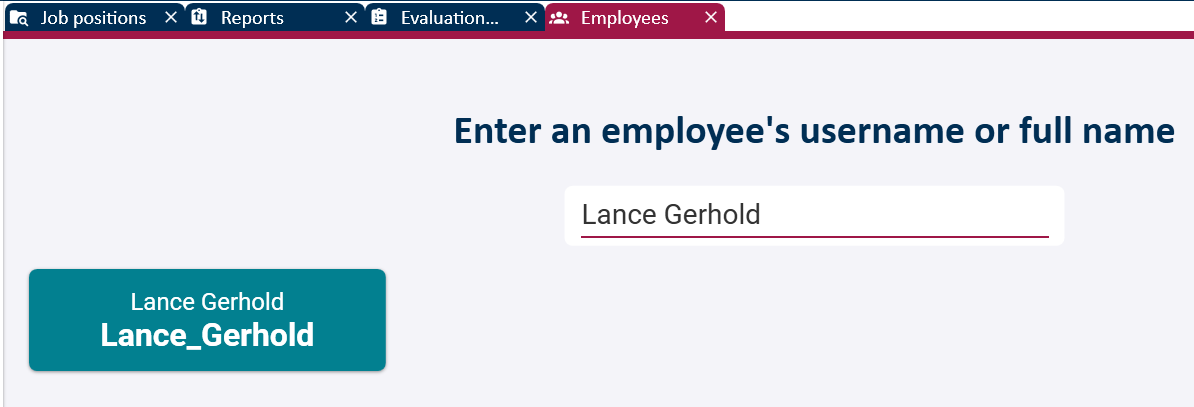 Job positions
Reports
Evaluation...
Employees
Enter an employee's username or full name
Lance Gerhold
Lance Gerhold
Lance_Gerhold